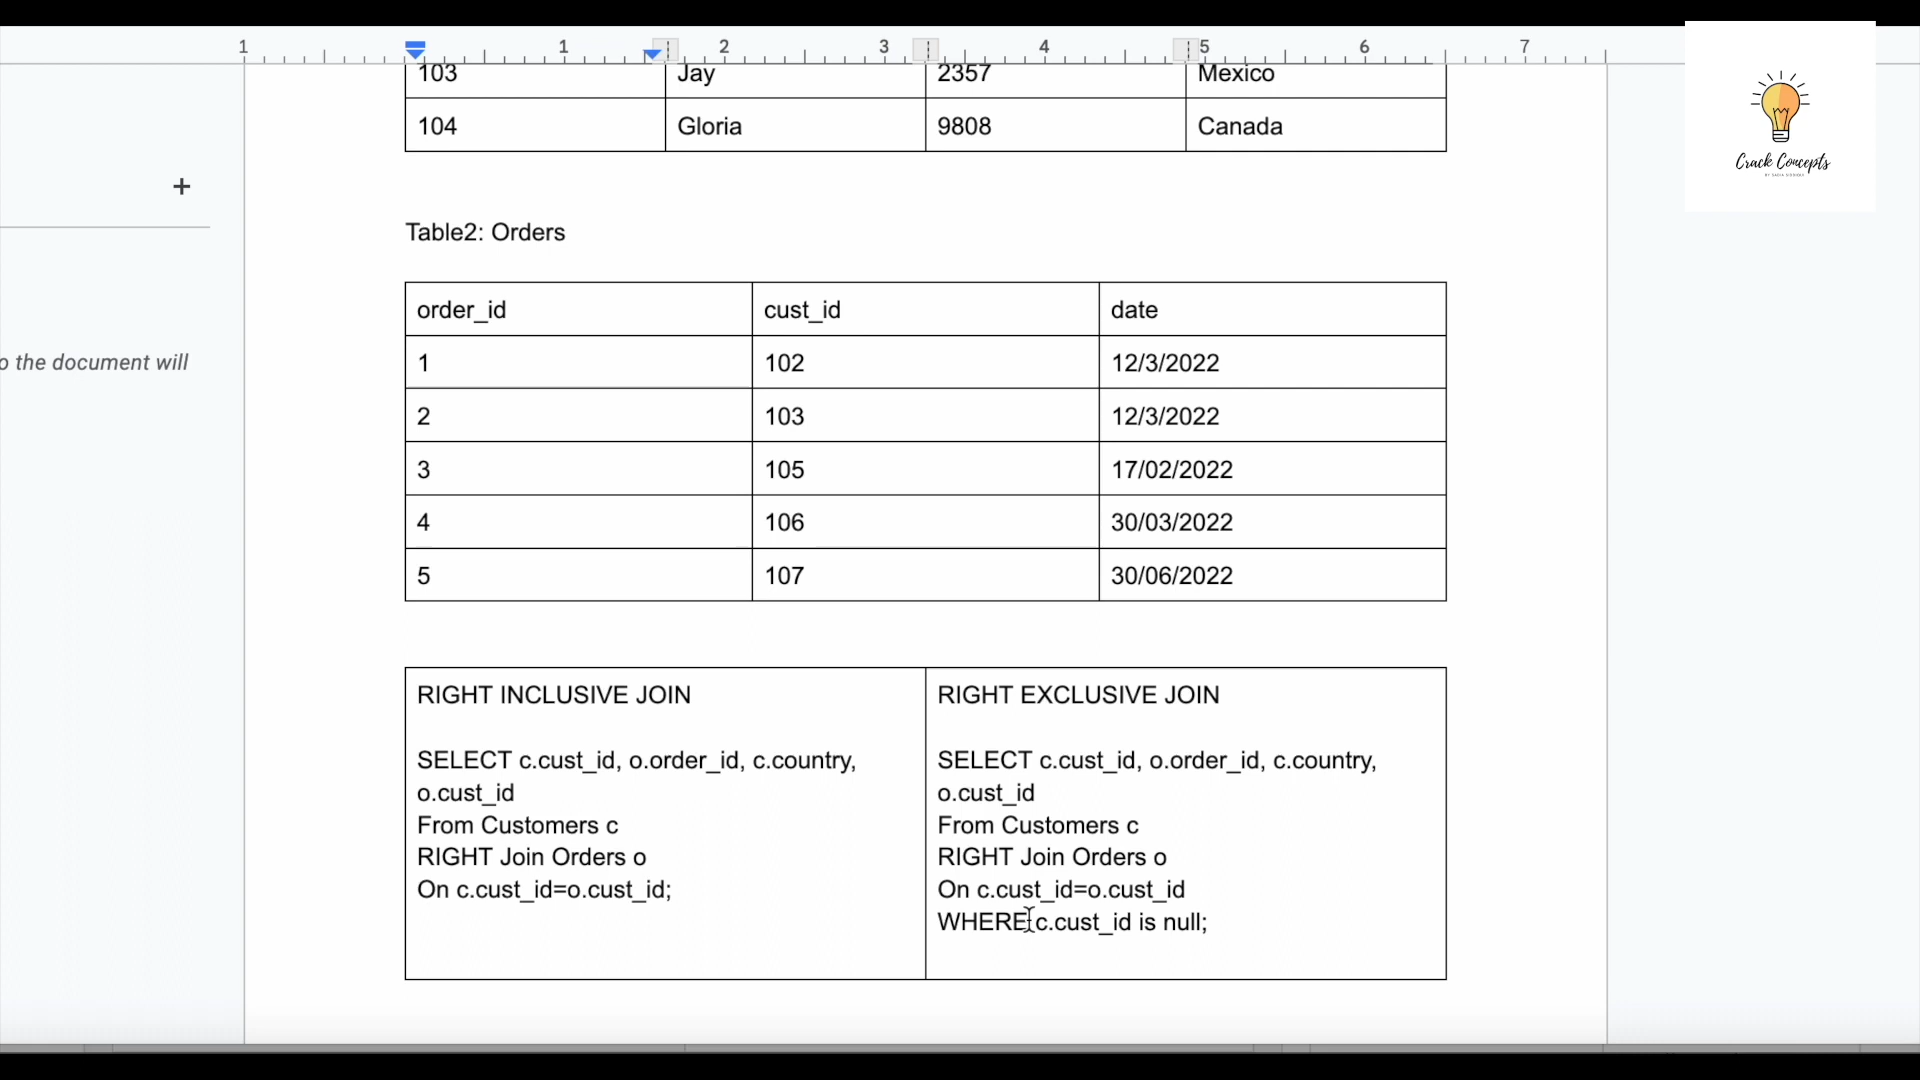 1 1 2 3 4 5 6 7
103 Jay 2357 Mexico
104 Gloria 9808 Canada
Crack Concepts
+
Table2: Orders
order_id cust_id date
1 102 12/3/2022
o the document will
2 103 12/3/2022
3 105 17/02/2022
4 106 30/03/2022
5 107 30/06/2022
RIGHT INCLUSIVE JOIN
SELECT c.cust_id, o.order_id, c.country,
o.cust_id
From Customers c
RIGHT Join Orders o
On c.cust_id=o.cust_id;
RIGHT EXCLUSIVE JOIN
SELECT c.cust_id, o.order_id, c.country,
o.cust_id
From Customers c
RIGHT Join Orders o
On c.cust_id=o.cust_id
WHERE c.cust_id is null;